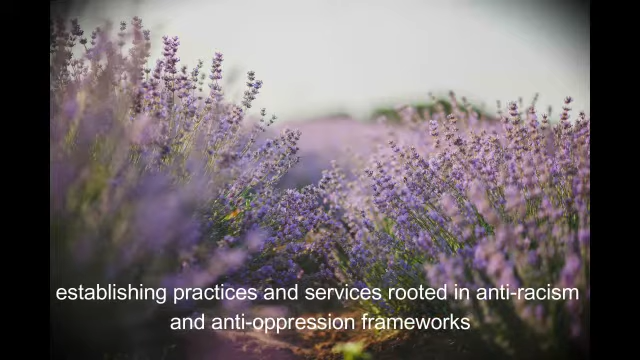 establishing practices and services rooted in anti-racism
and anti-oppression frameworks